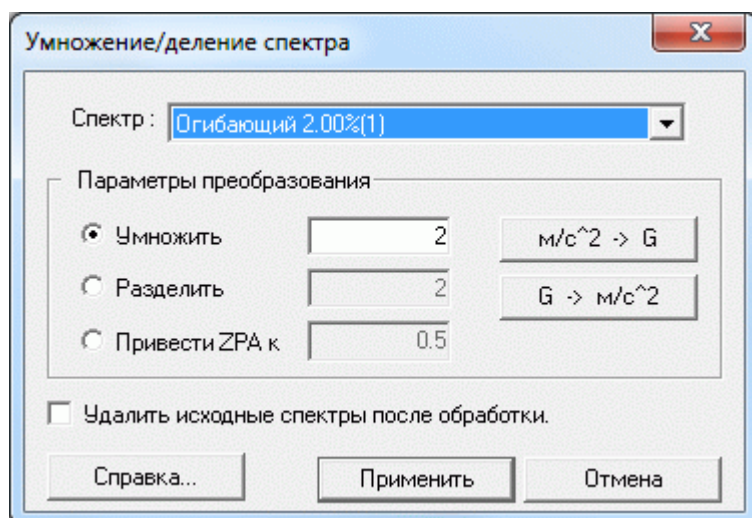 Умножение/деление спектра
Спектр : Огибающий 2.00%(1)
Параметры преобразования
Умножить 2 м/с^2 -> G
Разделить 2 G -> м/с^2
Привести ZPA к 0.5
Удалить исходные спектры после обработки.
Справка... Применить Отмена